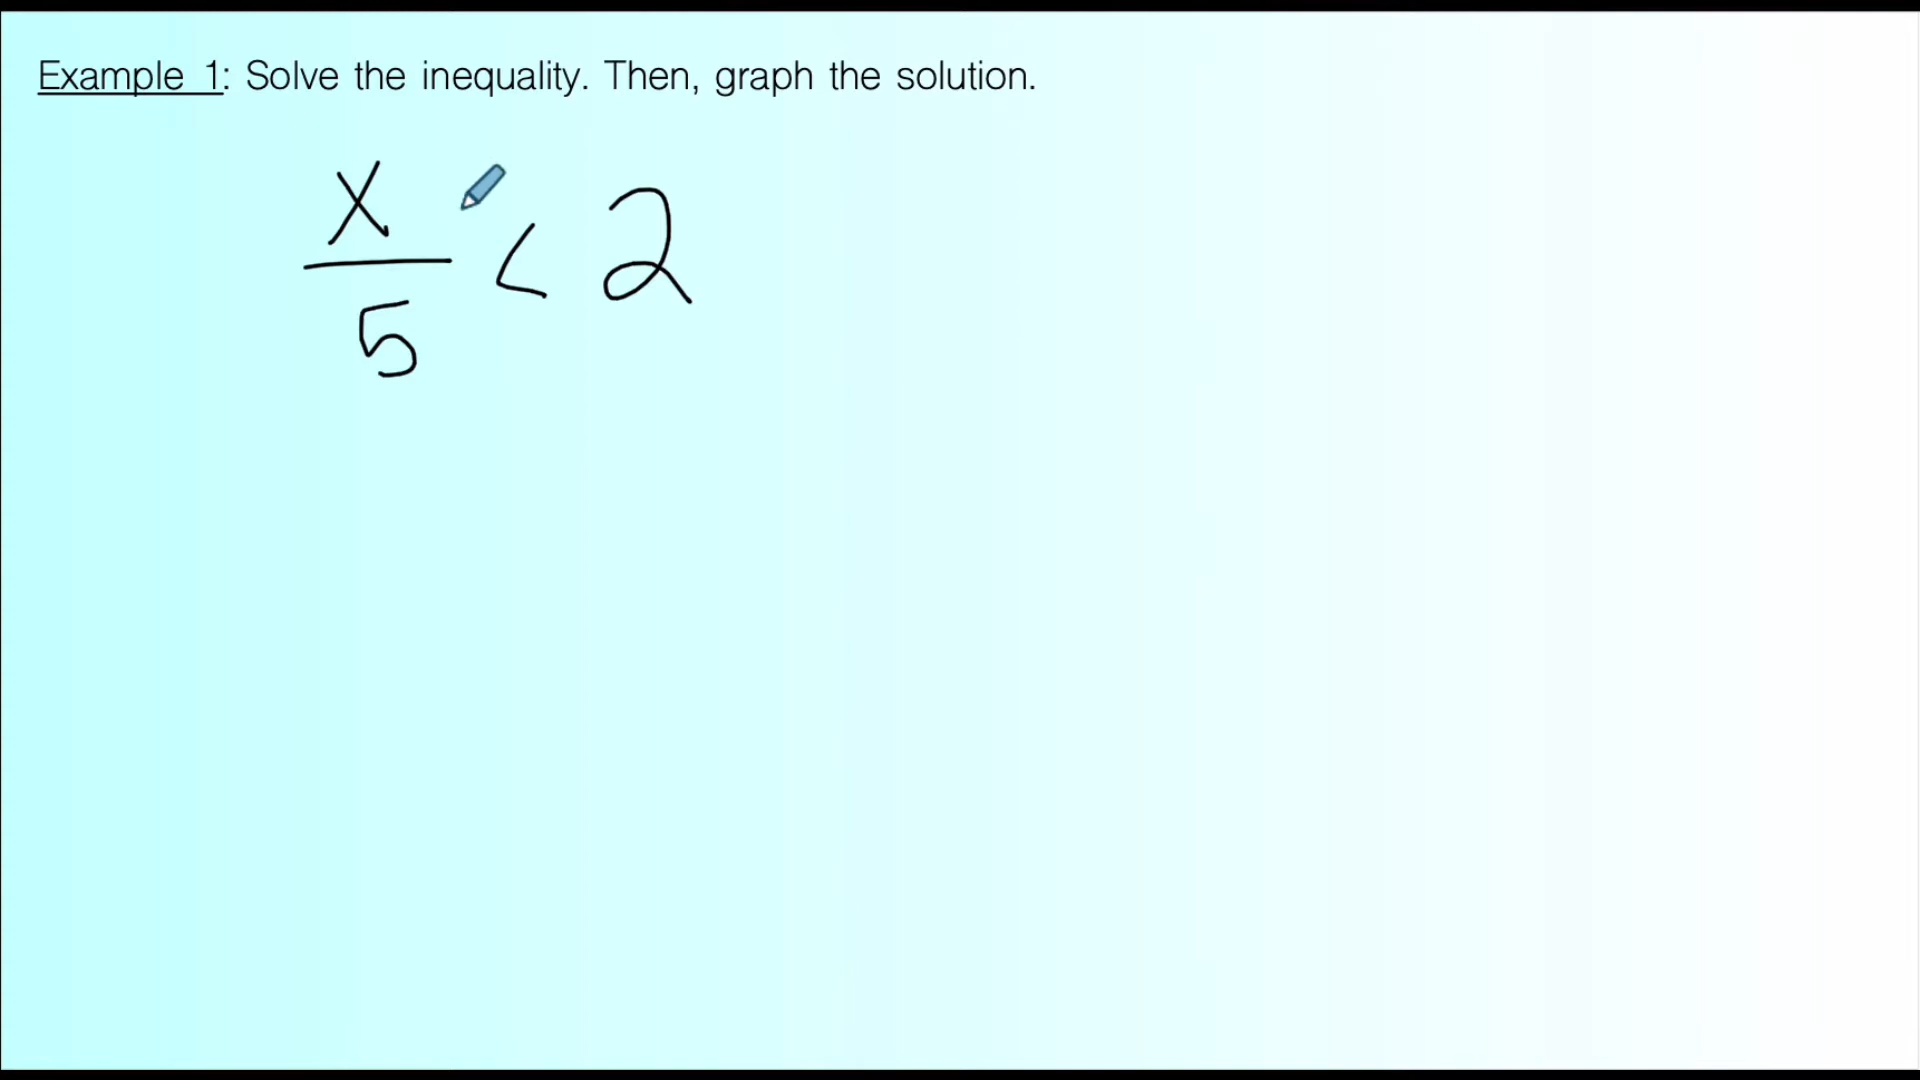 Example 1: Solve the inequality. Then, graph the solution.
x/5 < 2